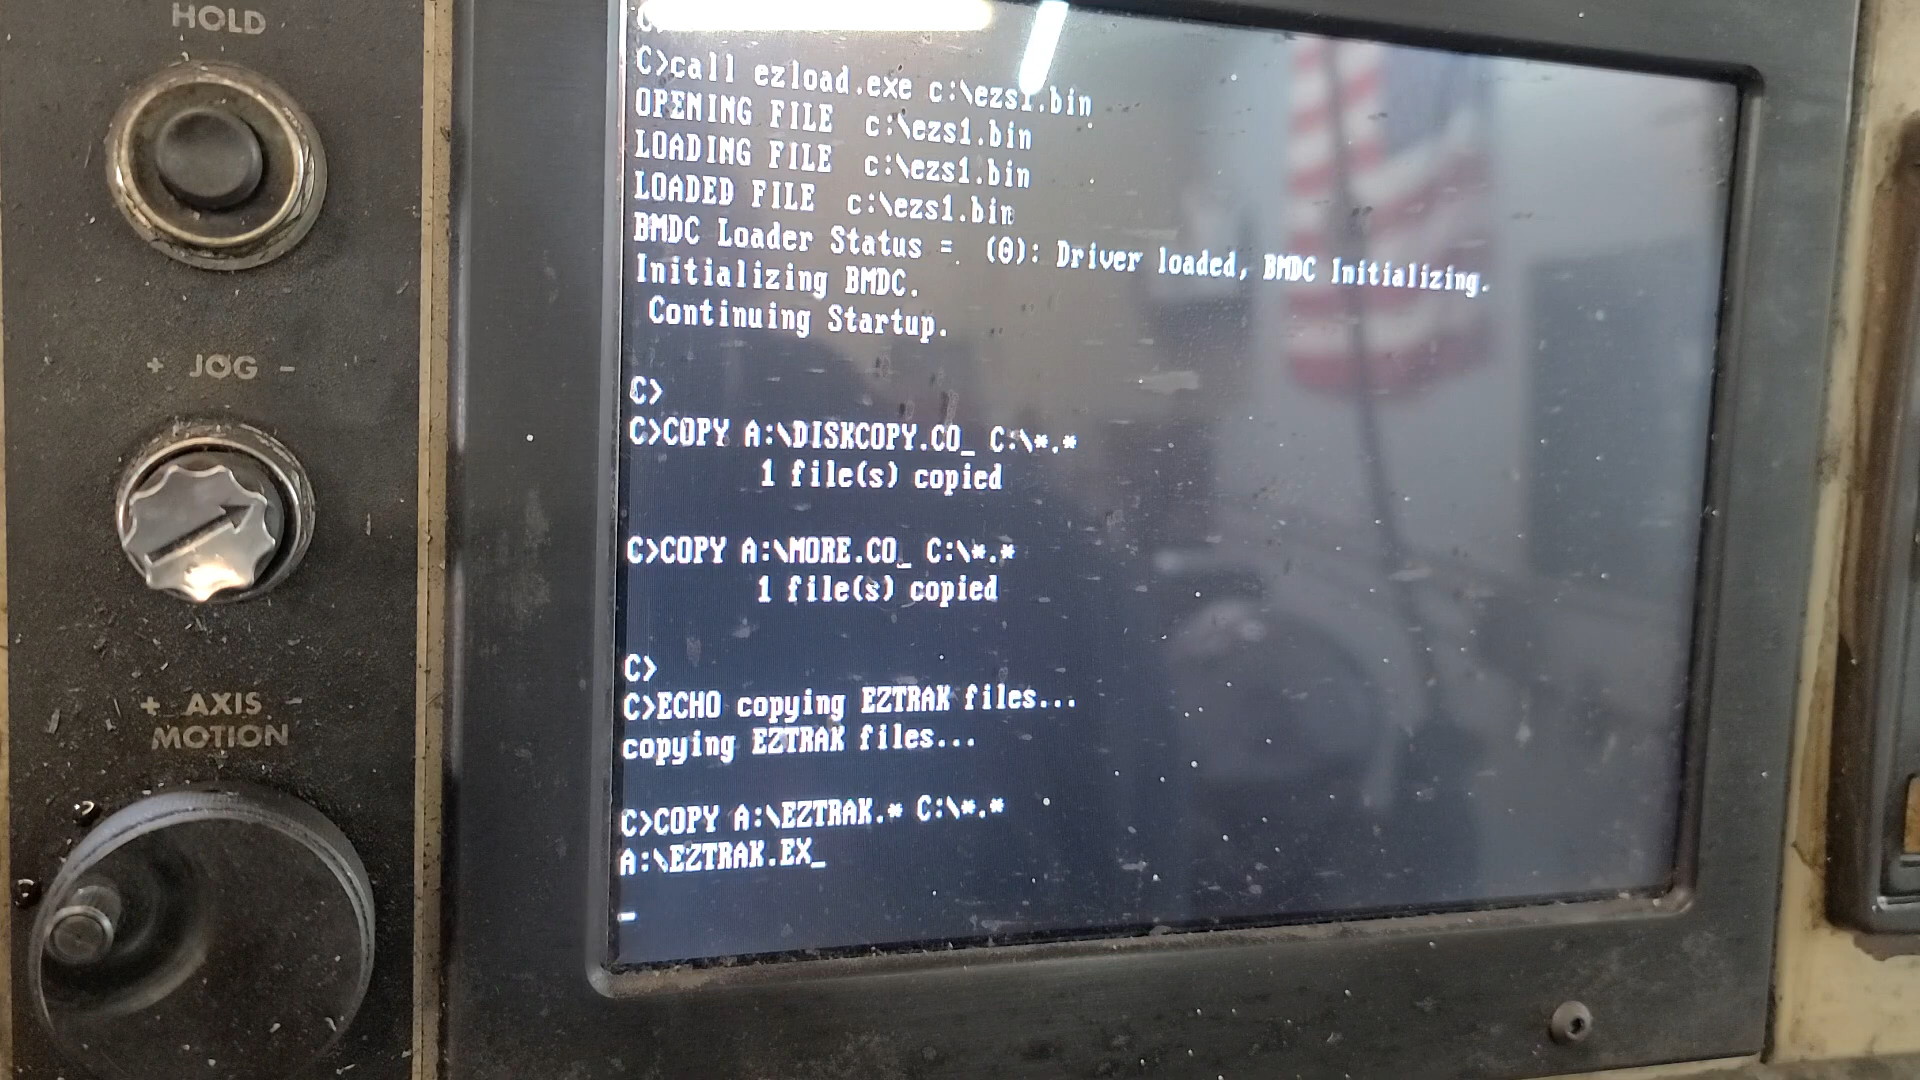 HOLD
+ JOG -
+ AXIS -
MOTION
C>call ezload.exe c:\ezs1.bin
OPENING FILE c:\ezs1.bin
LOADING FILE c:\ezs1.bin
LOADED FILE c:\ezs1.bin
BMDC Loader Status = (0): Driver loaded, BMDC Initializing.
Initializing BMDC.
Continuing Startup.
C>
C>COPY A:\DISKCOPY.CO_ C:\*.*
1 file(s) copied
C>COPY A:\MORE.CO_ C:\*.*
1 file(s) copied
C>
C>ECHO copying EZTRAK files...
copying EZTRAK files...
C>COPY A:\EZTRAK.* C:\*.*
A:\EZTRAK.EX_